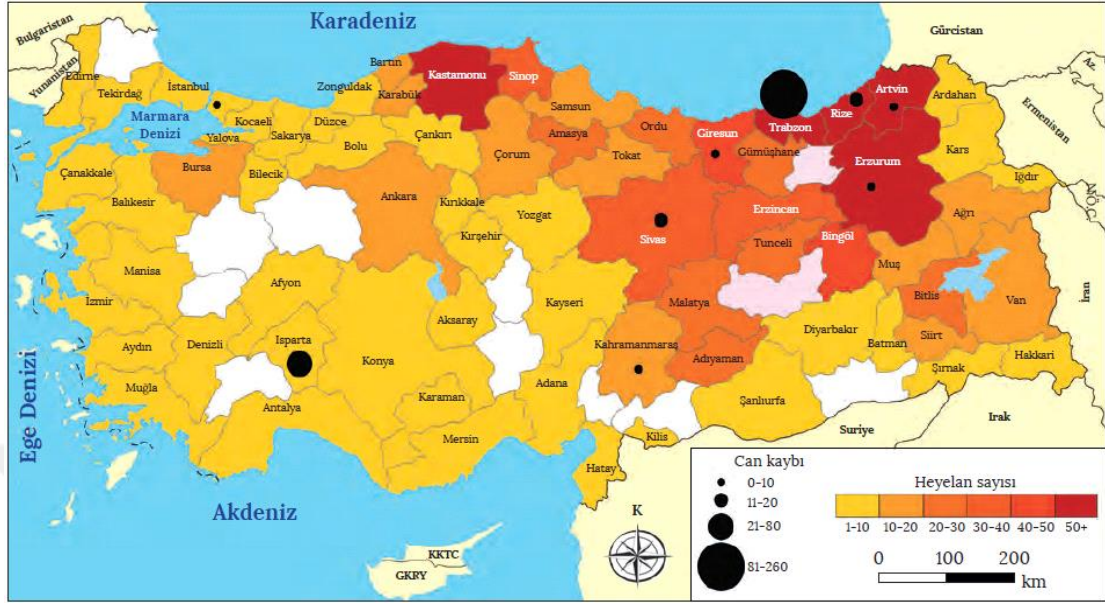 Karadeniz
Bulgaristan
Gürcistan
Yunanistan
Edirne
Tekirdağ
İstanbul
Kocaeli
Yalova
Sakarya
Düzce
Zonguldak
Bartın
Karabük
Kastamonu
Sinop
Samsun
Ordu
Giresun
Trabzon
Rize
Artvin
Ardahan
Az.
Ermenistan
Marmara
Denizi
Bolu
Çankırı
Çorum
Amasya
Tokat
Gümüşhane
Erzurum
Kars
Iğdır
Çanakkale
Bursa
Bilecik
Balıkesir
Ankara
Kırıkkale
Yozgat
Kırşehir
Sivas
Erzincan
Tunceli
Bingöl
Ağrı
Muş
Manisa
İzmir
Afyon
Kayseri
Malatya
Bitlis
Van
İran
Aydın
Denizli
Isparta
Konya
Aksaray
Kahramanmaraş
Adıyaman
Diyarbakır
Batman
Siirt
Şırnak
Hakkari
Muğla
Antalya
Karaman
Mersin
Adana
Şanlıurfa
Kilis
Hatay
Suriye
Irak
Ege Denizi
Akdeniz
KKTC
GKRY
K
Can kaybı
0-10
11-20
21-80
81-260
Heyelan sayısı
1-10 10-20 20-30 30-40 40-50 50+
0 100 200
km